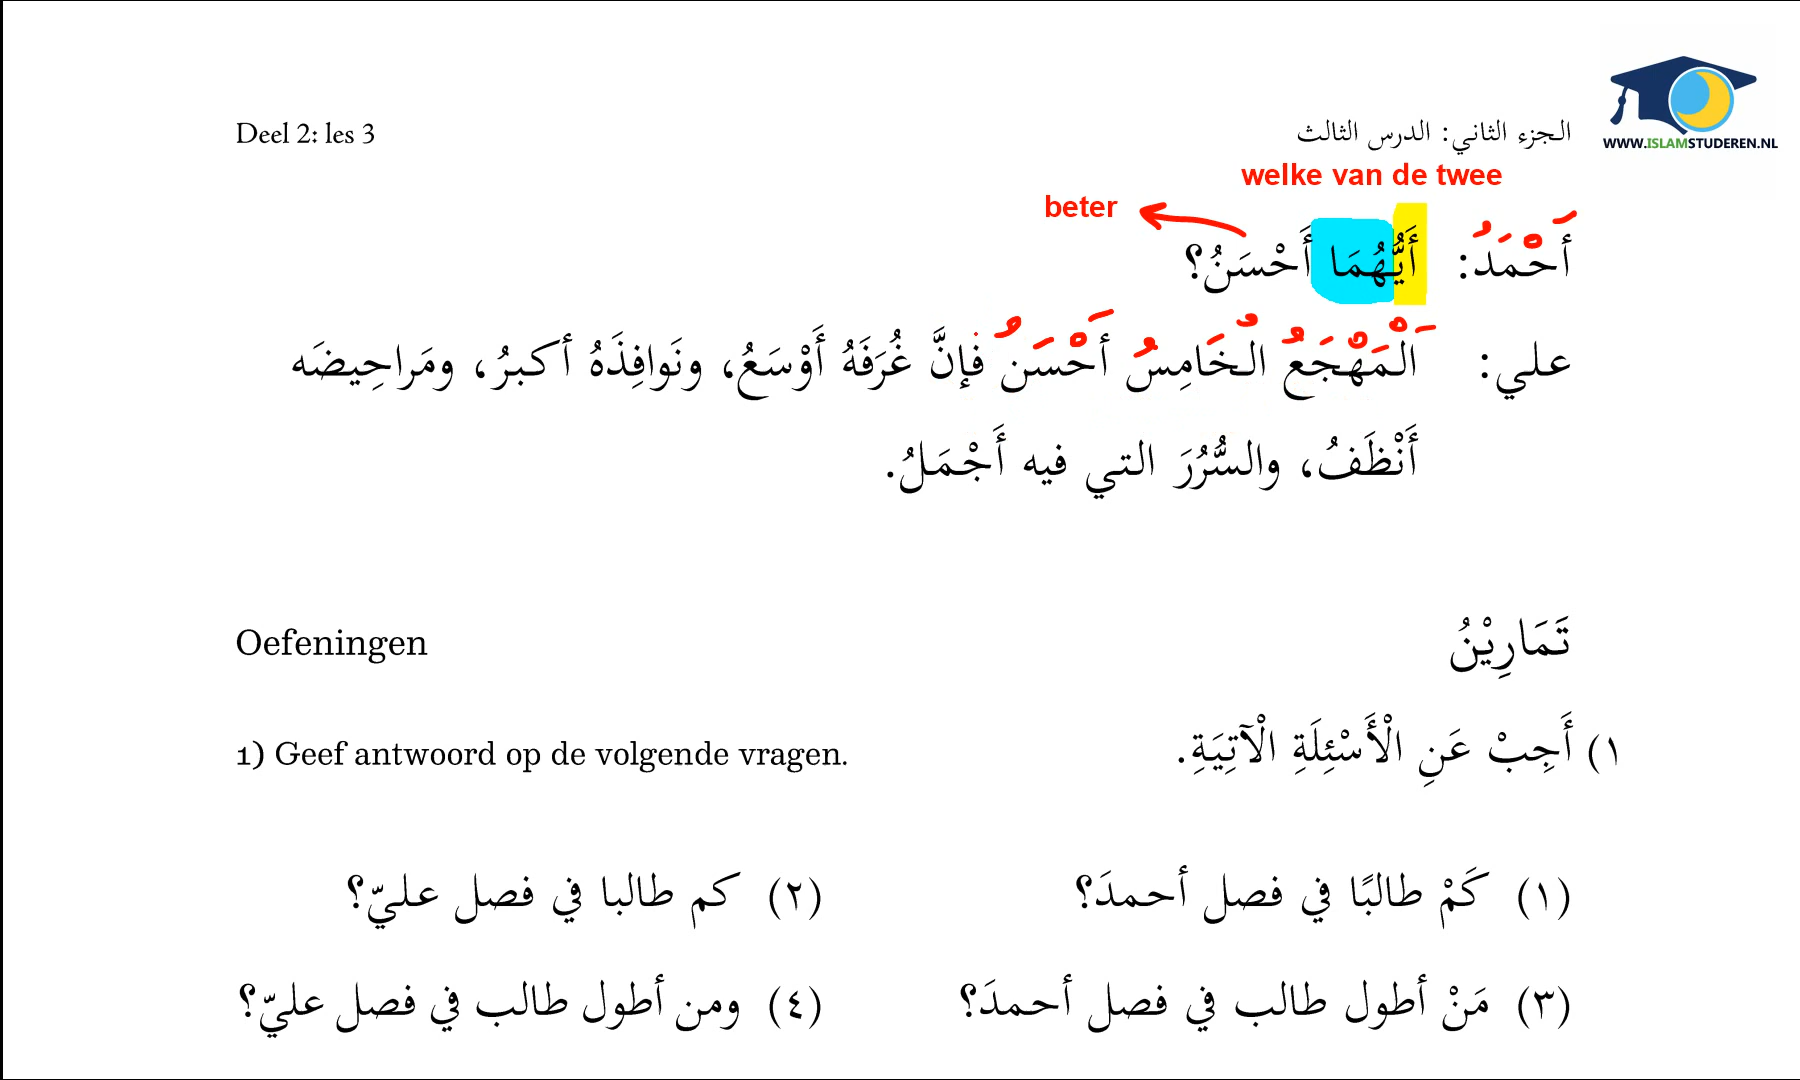 Deel 2: les 3 الجزء الثاني: الدرس الثالث
WWW.ISLAMSTUDEREN.NL
welke van de twee
beter
أَحْمَدُ: أَيُّهُمَا أَحْسَنُ؟
علي: الْمَهْجَعُ الْخَامِسُ أَحْسَنُ فَإِنَّ غُرَفَهُ أَوْسَعُ، ونَوافِذَهُ أكبرُ، ومَراحِيضَه
أَنْظَفُ، والسُّرُرَ التي فيه أَجْمَلُ.
Oefeningen تَمَارِيْنُ
1) Geef antwoord op de volgende vragen. ١) أَجِبْ عَنِ الْأَسْئِلَةِ الْآتِيَةِ.
(١) كَمْ طالبًا في فصل أحمدَ؟ (٢) كم طالبا في فصل عليّ؟
(٣) مَنْ أطول طالب في فصل أحمدَ؟ (٤) ومن أطول طالب في فصل عليّ؟